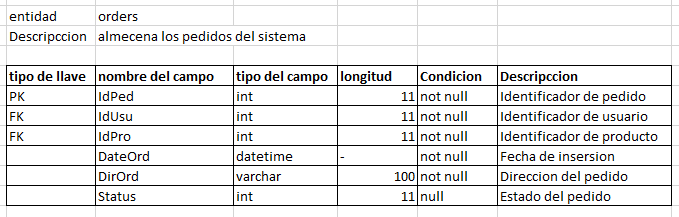 entidad orders
Descripccion almecena los pedidos del sistema
tipo de llave nombre del campo tipo del campo longitud Condicion Descripccion
PK IdPed int 11 not null Identificador de pedido
FK IdUsu int 11 not null Identificador de usuario
FK IdPro int 11 not null Identificador de producto
DateOrd datetime - not null Fecha de insersion
DirOrd varchar 100 not null Direccion del pedido
Status int 11 null Estado del pedido